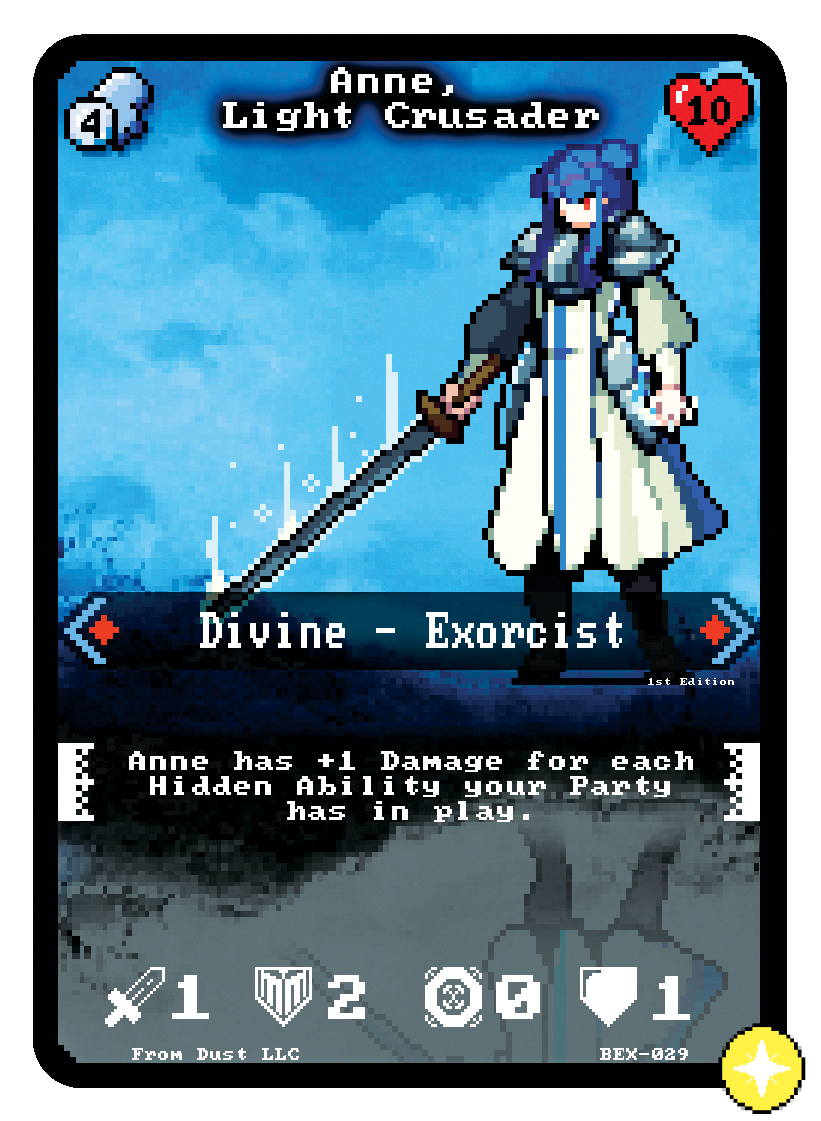 Anne,
Light Crusader
4
10
Divine - Exorcist
1st Edition
Anne has +1 Damage for each
Hidden Ability your Party
has in play.
1 2 0 1
From Dust LLC
BEX-029